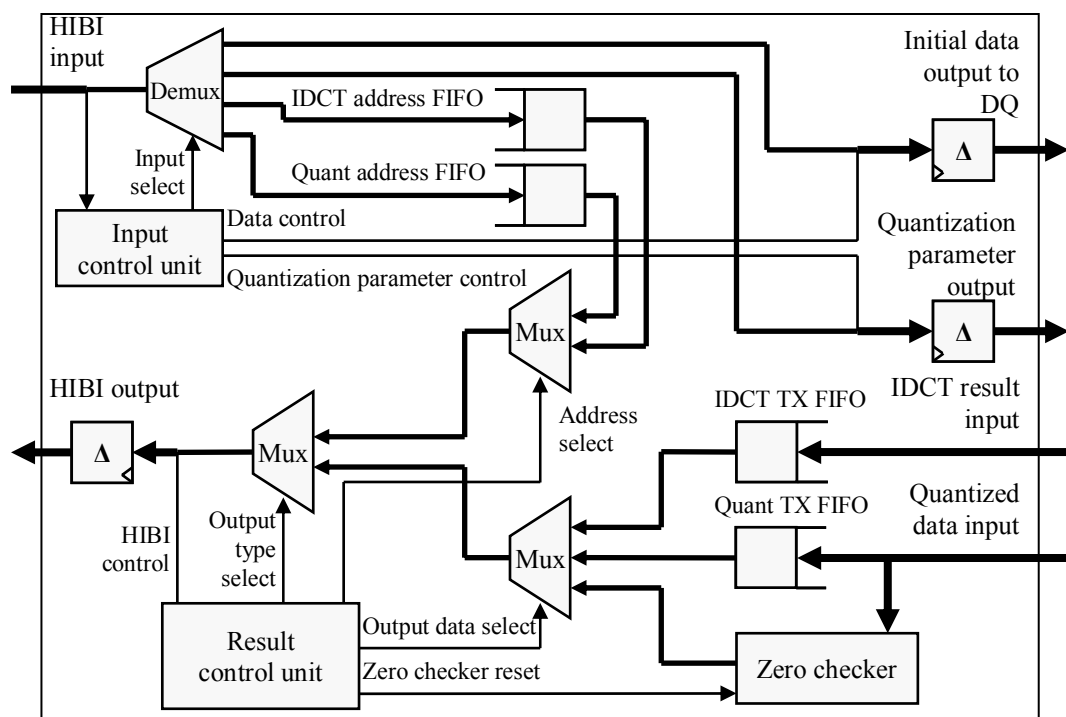 HIBI
input
Demux
IDCT address FIFO
Initial data
output to
DQ
Δ
Input
select
Quant address FIFO
Data control
Input
control unit
Quantization parameter control
Quantization
parameter
output
Δ
Mux
HIBI output
Δ
Mux
Address
select
IDCT TX FIFO
IDCT result
input
Quant TX FIFO
Quantized
data input
HIBI
control
Output
type
select
Mux
Result
control unit
Output data select
Zero checker reset
Zero checker